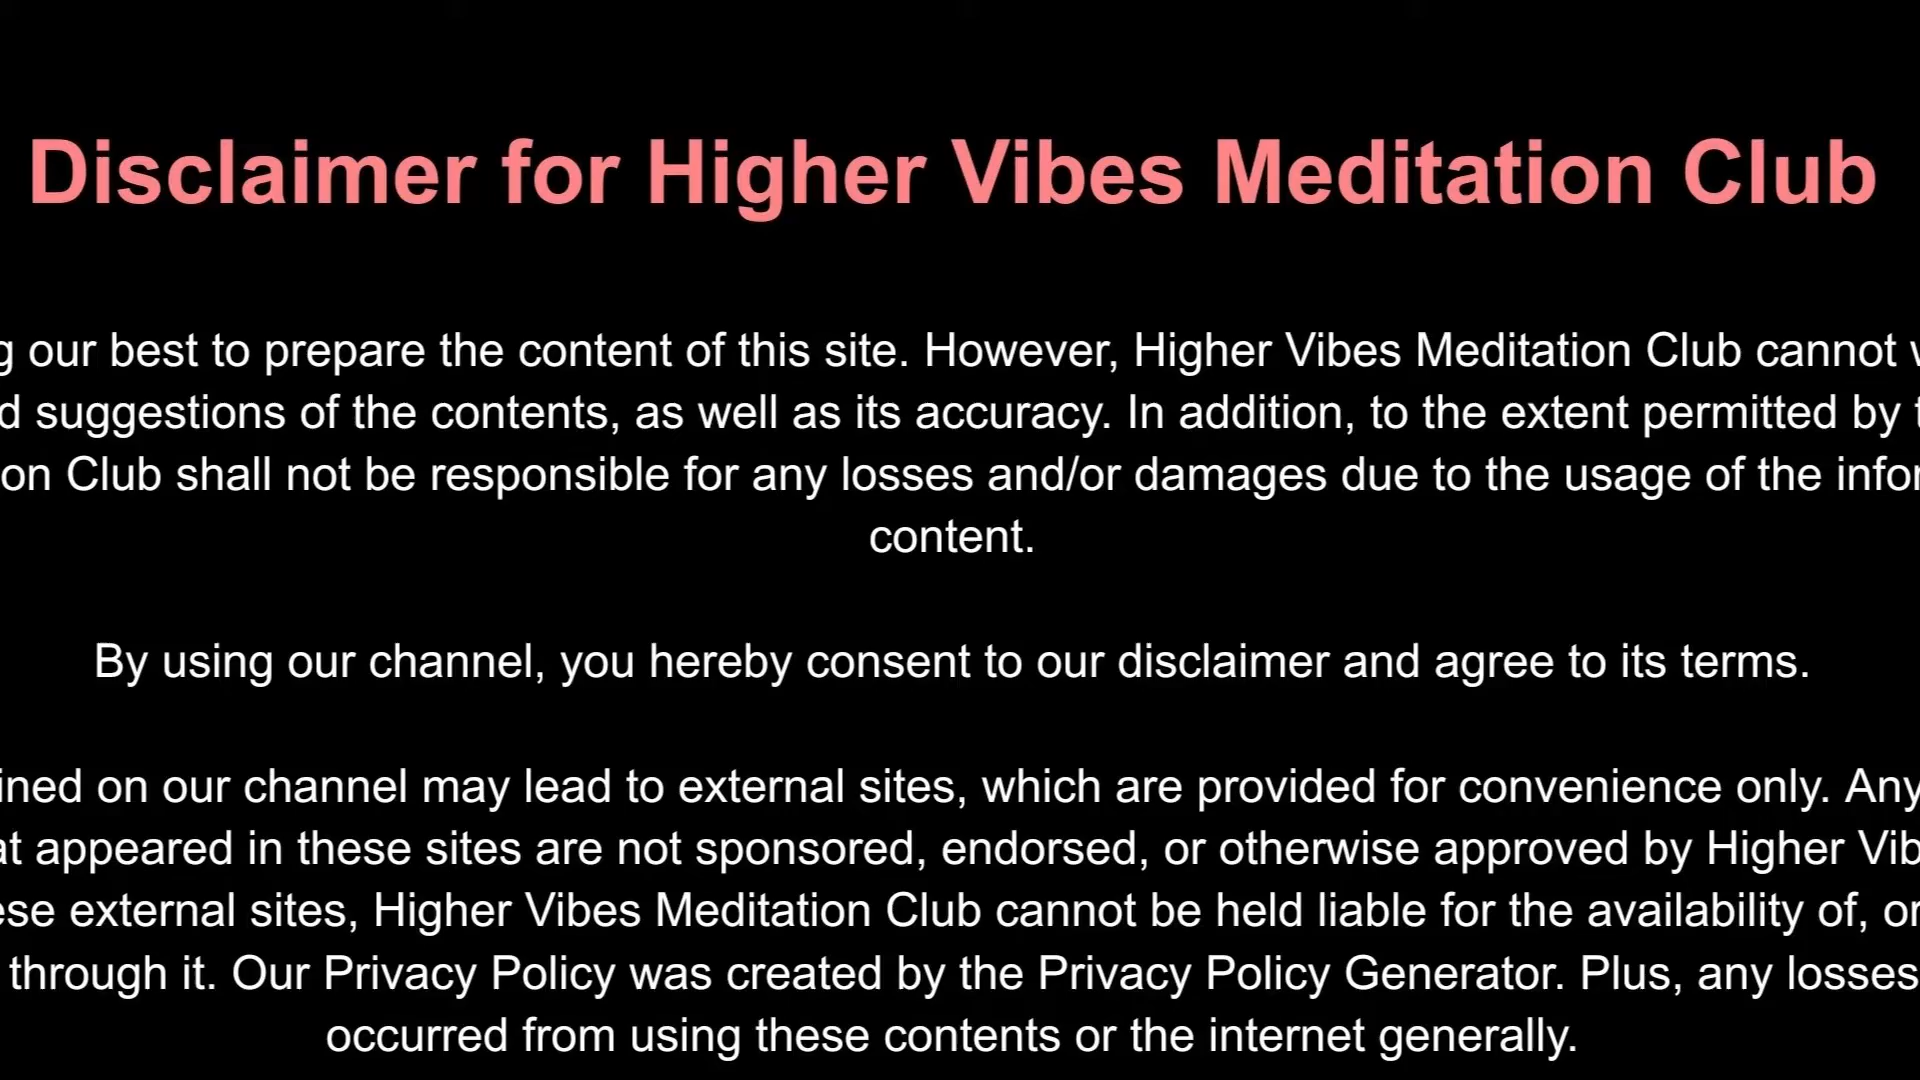 Disclaimer for Higher Vibes Meditation Club
our best to prepare the content of this site. However, Higher Vibes Meditation Club cannot
suggestions of the contents, as well as its accuracy. In addition, to the extent permitted by
on Club shall not be responsible for any losses and/or damages due to the usage of the
content.
By using our channel, you hereby consent to our disclaimer and agree to its terms.
ined on our channel may lead to external sites, which are provided for convenience only. Any
at appeared in these sites are not sponsored, endorsed, or otherwise approved by Higher Vib
ese external sites, Higher Vibes Meditation Club cannot be held liable for the availability of, or
through it. Our Privacy Policy was created by the Privacy Policy Generator. Plus, any losses
occurred from using these contents or the internet generally.